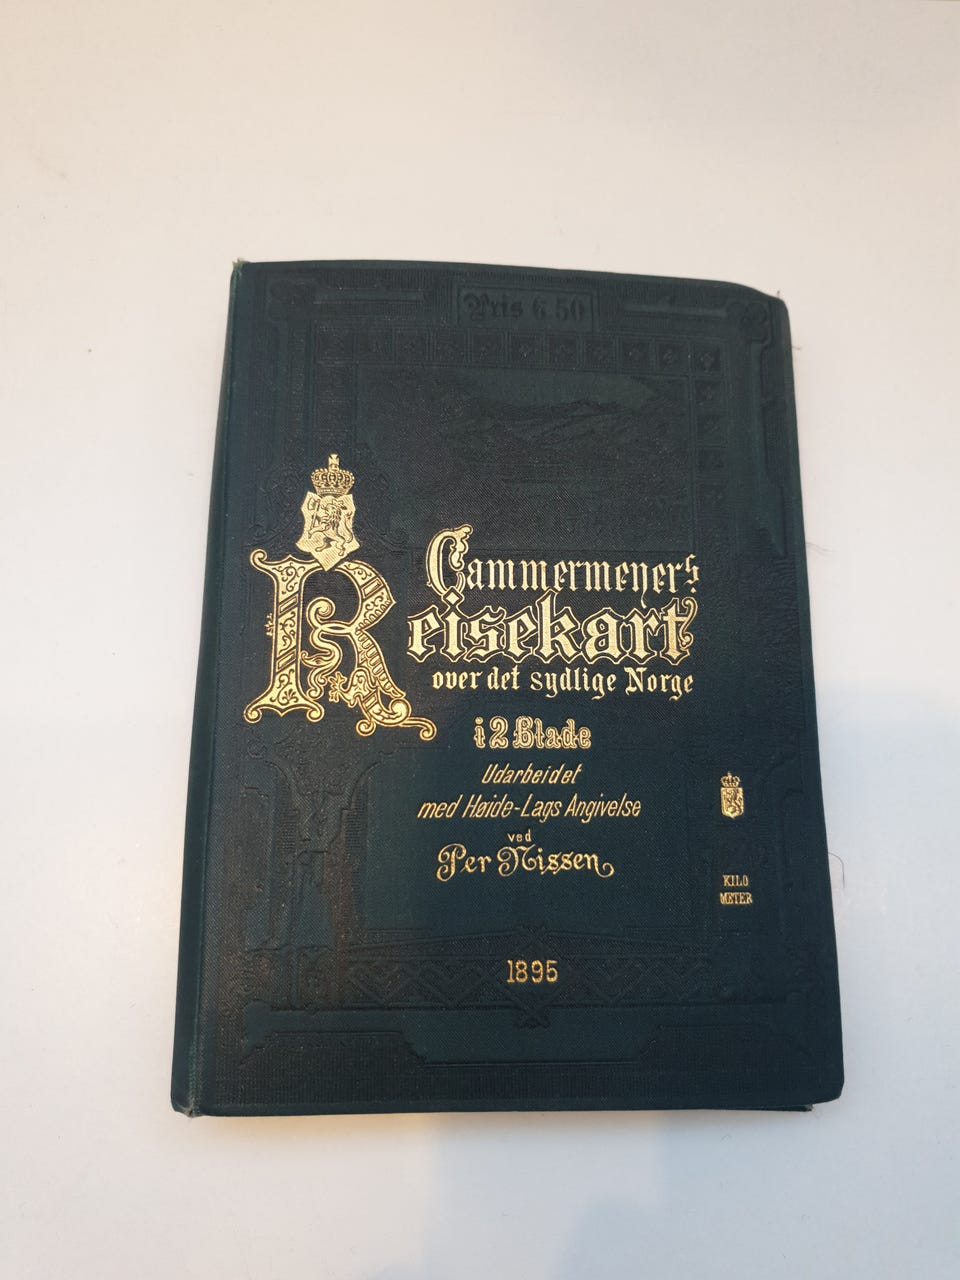 Pris 6.50
Cammermeyers
Reisekart
over det sydlige Norge
i 2 Blade
Udarbeidet
med Høide-Lags Angivelse
ved
Per Nissen
KILO
METER
1895